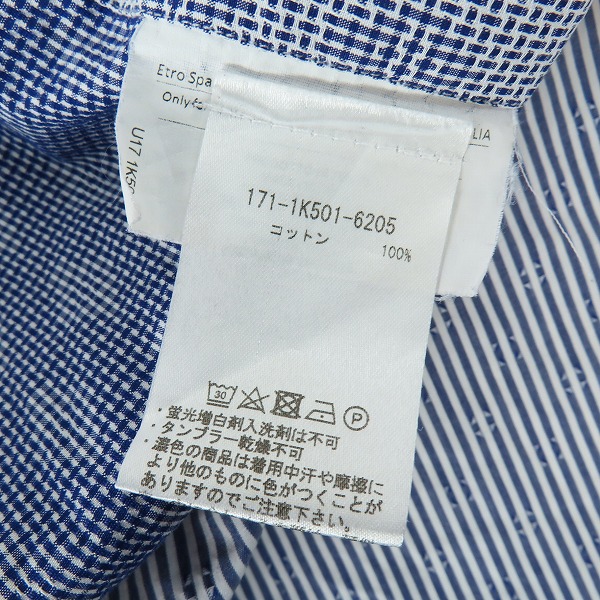 Etro Spa
Only
LIA
U17 1K50
171-1K501-6205
コットン 100%
30
P
・蛍光増白剤入洗剤は不可
・タンブラー乾燥不可
・濃色の商品は着用中汗や摩擦に
より他のものに色がつくことが
ありますのでご注意下さい。